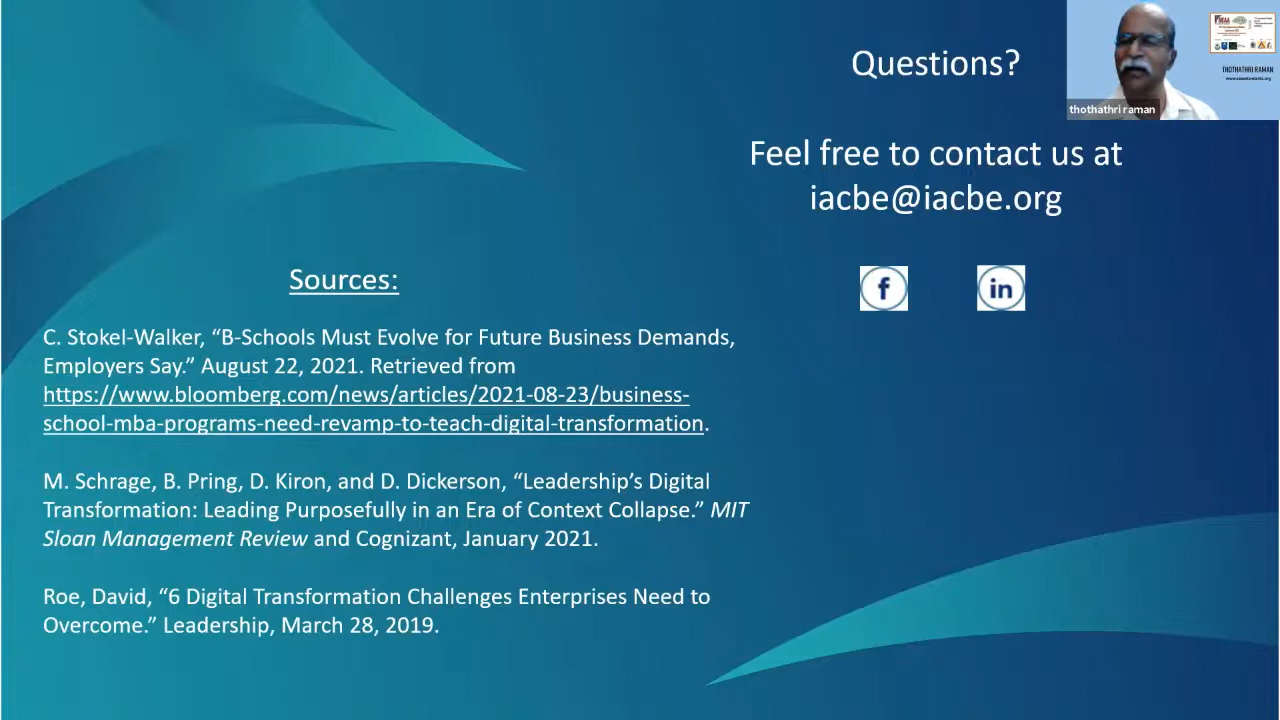 Questions?
Feel free to contact us at
iacbe@iacbe.org
f
in
Sources:
C. Stokel-Walker, “B-Schools Must Evolve for Future Business Demands,
Employers Say.” August 22, 2021. Retrieved from
https://www.bloomberg.com/news/articles/2021-08-23/business-
school-mba-programs-need-revamp-to-teach-digital-transformation.
M. Schrage, B. Pring, D. Kiron, and D. Dickerson, “Leadership’s Digital
Transformation: Leading Purposefully in an Era of Context Collapse.” MIT
Sloan Management Review and Cognizant, January 2021.
Roe, David, “6 Digital Transformation Challenges Enterprises Need to
Overcome.” Leadership, March 28, 2019.
THOTHATHRI RAMAN
thothathri raman